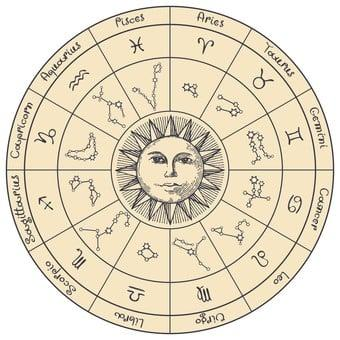 Aries
Taurus
Gemini
Cancer
Leo
Virgo
Libra
Scorpio
Sagittarius
Capricorn
Aquarius
Pisces